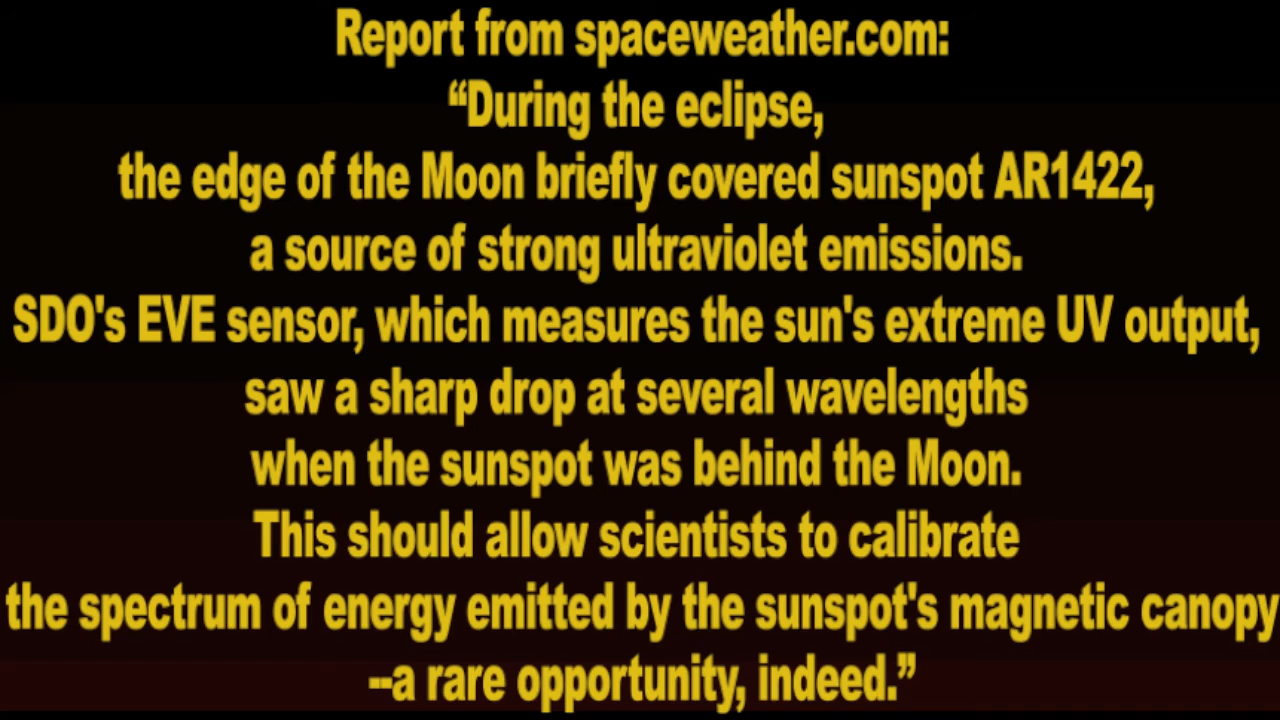 Report from spaceweather.com:
“During the eclipse,
the edge of the Moon briefly covered sunspot AR1422,
a source of strong ultraviolet emissions.
SDO's EVE sensor, which measures the sun's extreme UV output,
saw a sharp drop at several wavelengths
when the sunspot was behind the Moon.
This should allow scientists to calibrate
the spectrum of energy emitted by the sunspot's magnetic canopy
--a rare opportunity, indeed.”